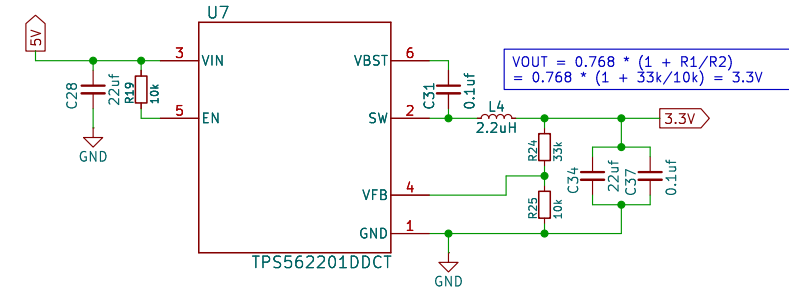 U7
5V
3
VIN
VBST
6
VOUT = 0.768 * (1 + R1/R2)
= 0.768 * (1 + 33k/10k) = 3.3V
C28
22uf
R19
10k
C31
0.1uf
L4
2.2uH
5
EN
SW
2
3.3V
GND
R24
33k
VFB
4
C34
22uf
C37
0.1uf
R25
10k
GND
1
TPS562201DDCT
GND